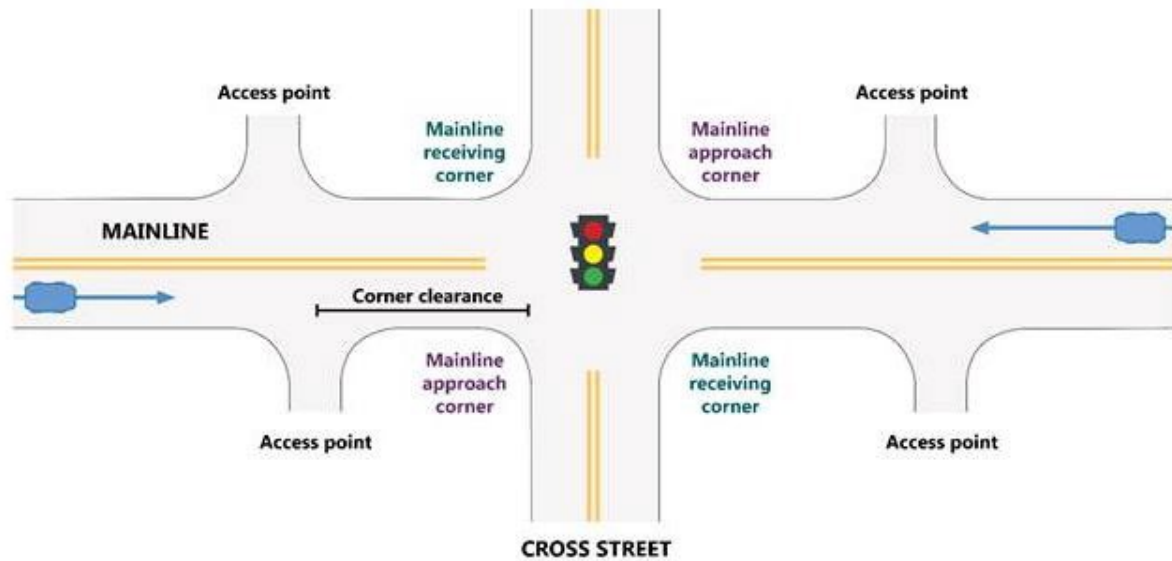 Access point
Access point
Mainline
receiving
corner
Mainline
approach
corner
MAINLINE
Corner clearance
Mainline
approach
corner
Mainline
receiving
corner
Access point
Access point
CROSS STREET